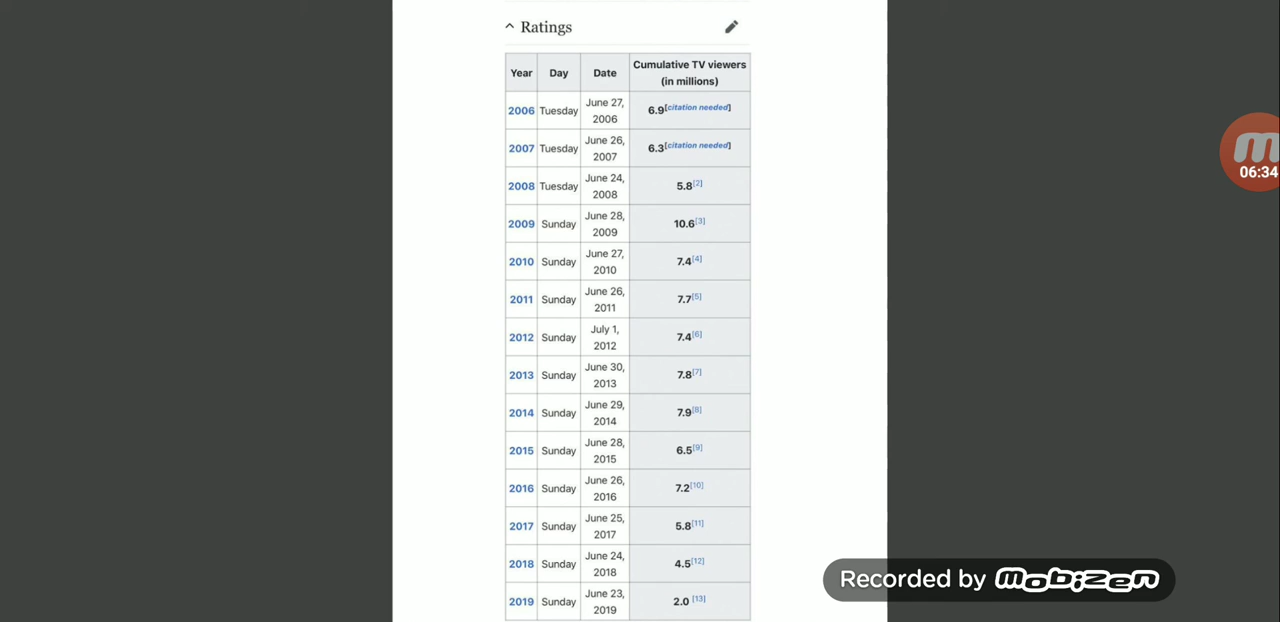 Ratings
Year Day Date Cumulative TV viewers
(in millions)
2006 Tuesday June 27,
2006 6.9[citation needed]
2007 Tuesday June 26,
2007 6.3[citation needed]
2008 Tuesday June 24,
2008 5.8[2]
2009 Sunday June 28,
2009 10.6[3]
2010 Sunday June 27,
2010 7.4[4]
2011 Sunday June 26,
2011 7.7[5]
2012 Sunday July 1,
2012 7.4[6]
2013 Sunday June 30,
2013 7.8[7]
2014 Sunday June 29,
2014 7.9[8]
2015 Sunday June 28,
2015 6.5[9]
2016 Sunday June 26,
2016 7.2[10]
2017 Sunday June 25,
2017 5.8[11]
2018 Sunday June 24,
2018 4.5[12]
2019 Sunday June 23,
2019 2.0 [13]
06:34
Recorded by mobizen